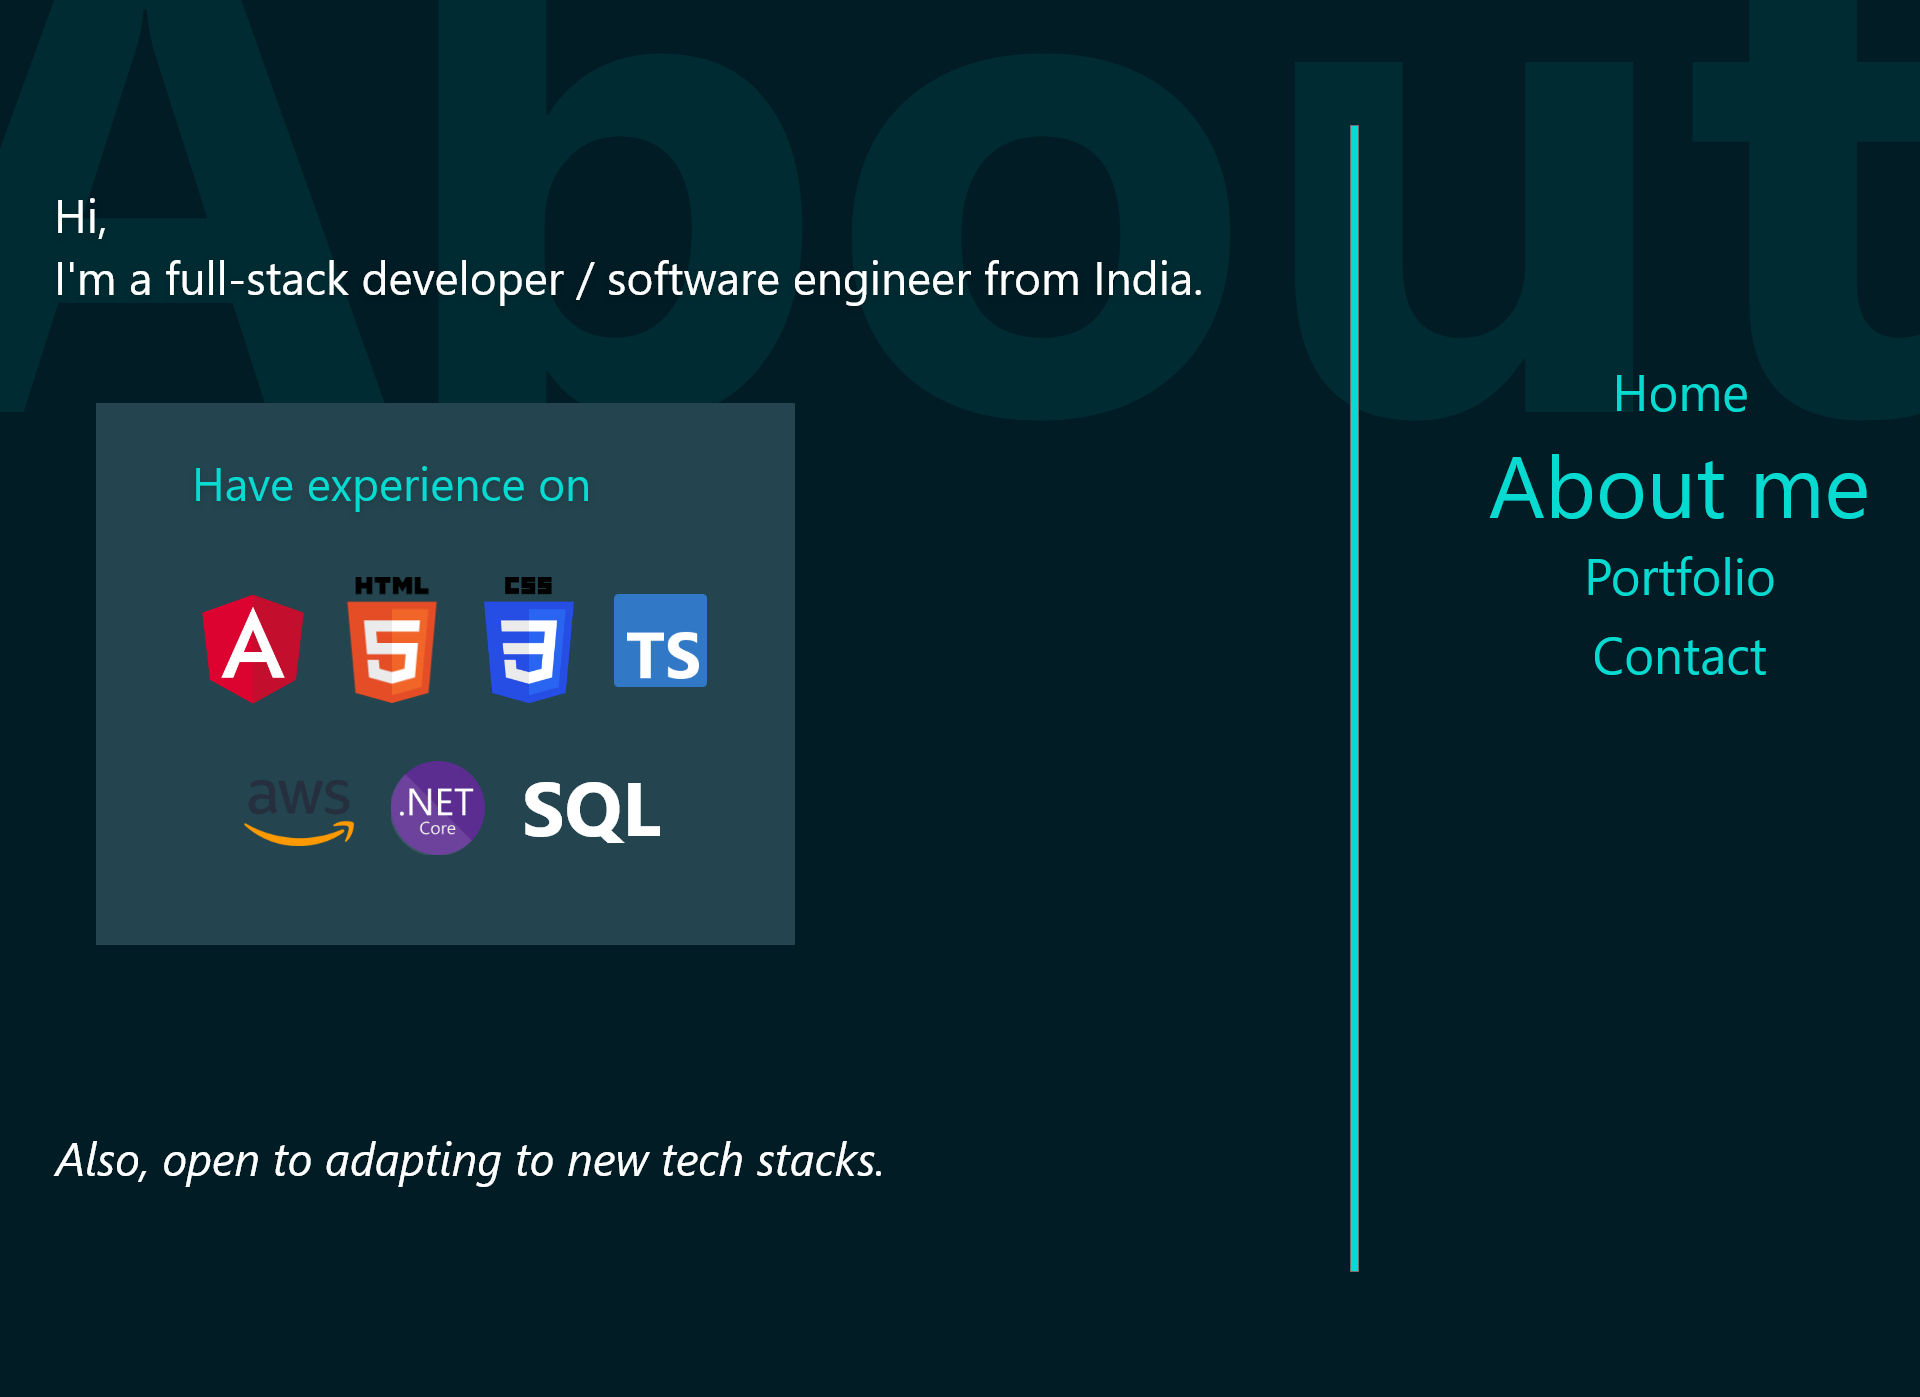 About
Hi,
I'm a full-stack developer / software engineer from India.
Have experience on
HTML CSS
A 5 3 TS
aws .NET Core SQL
Also, open to adapting to new tech stacks.
Home
About me
Portfolio
Contact